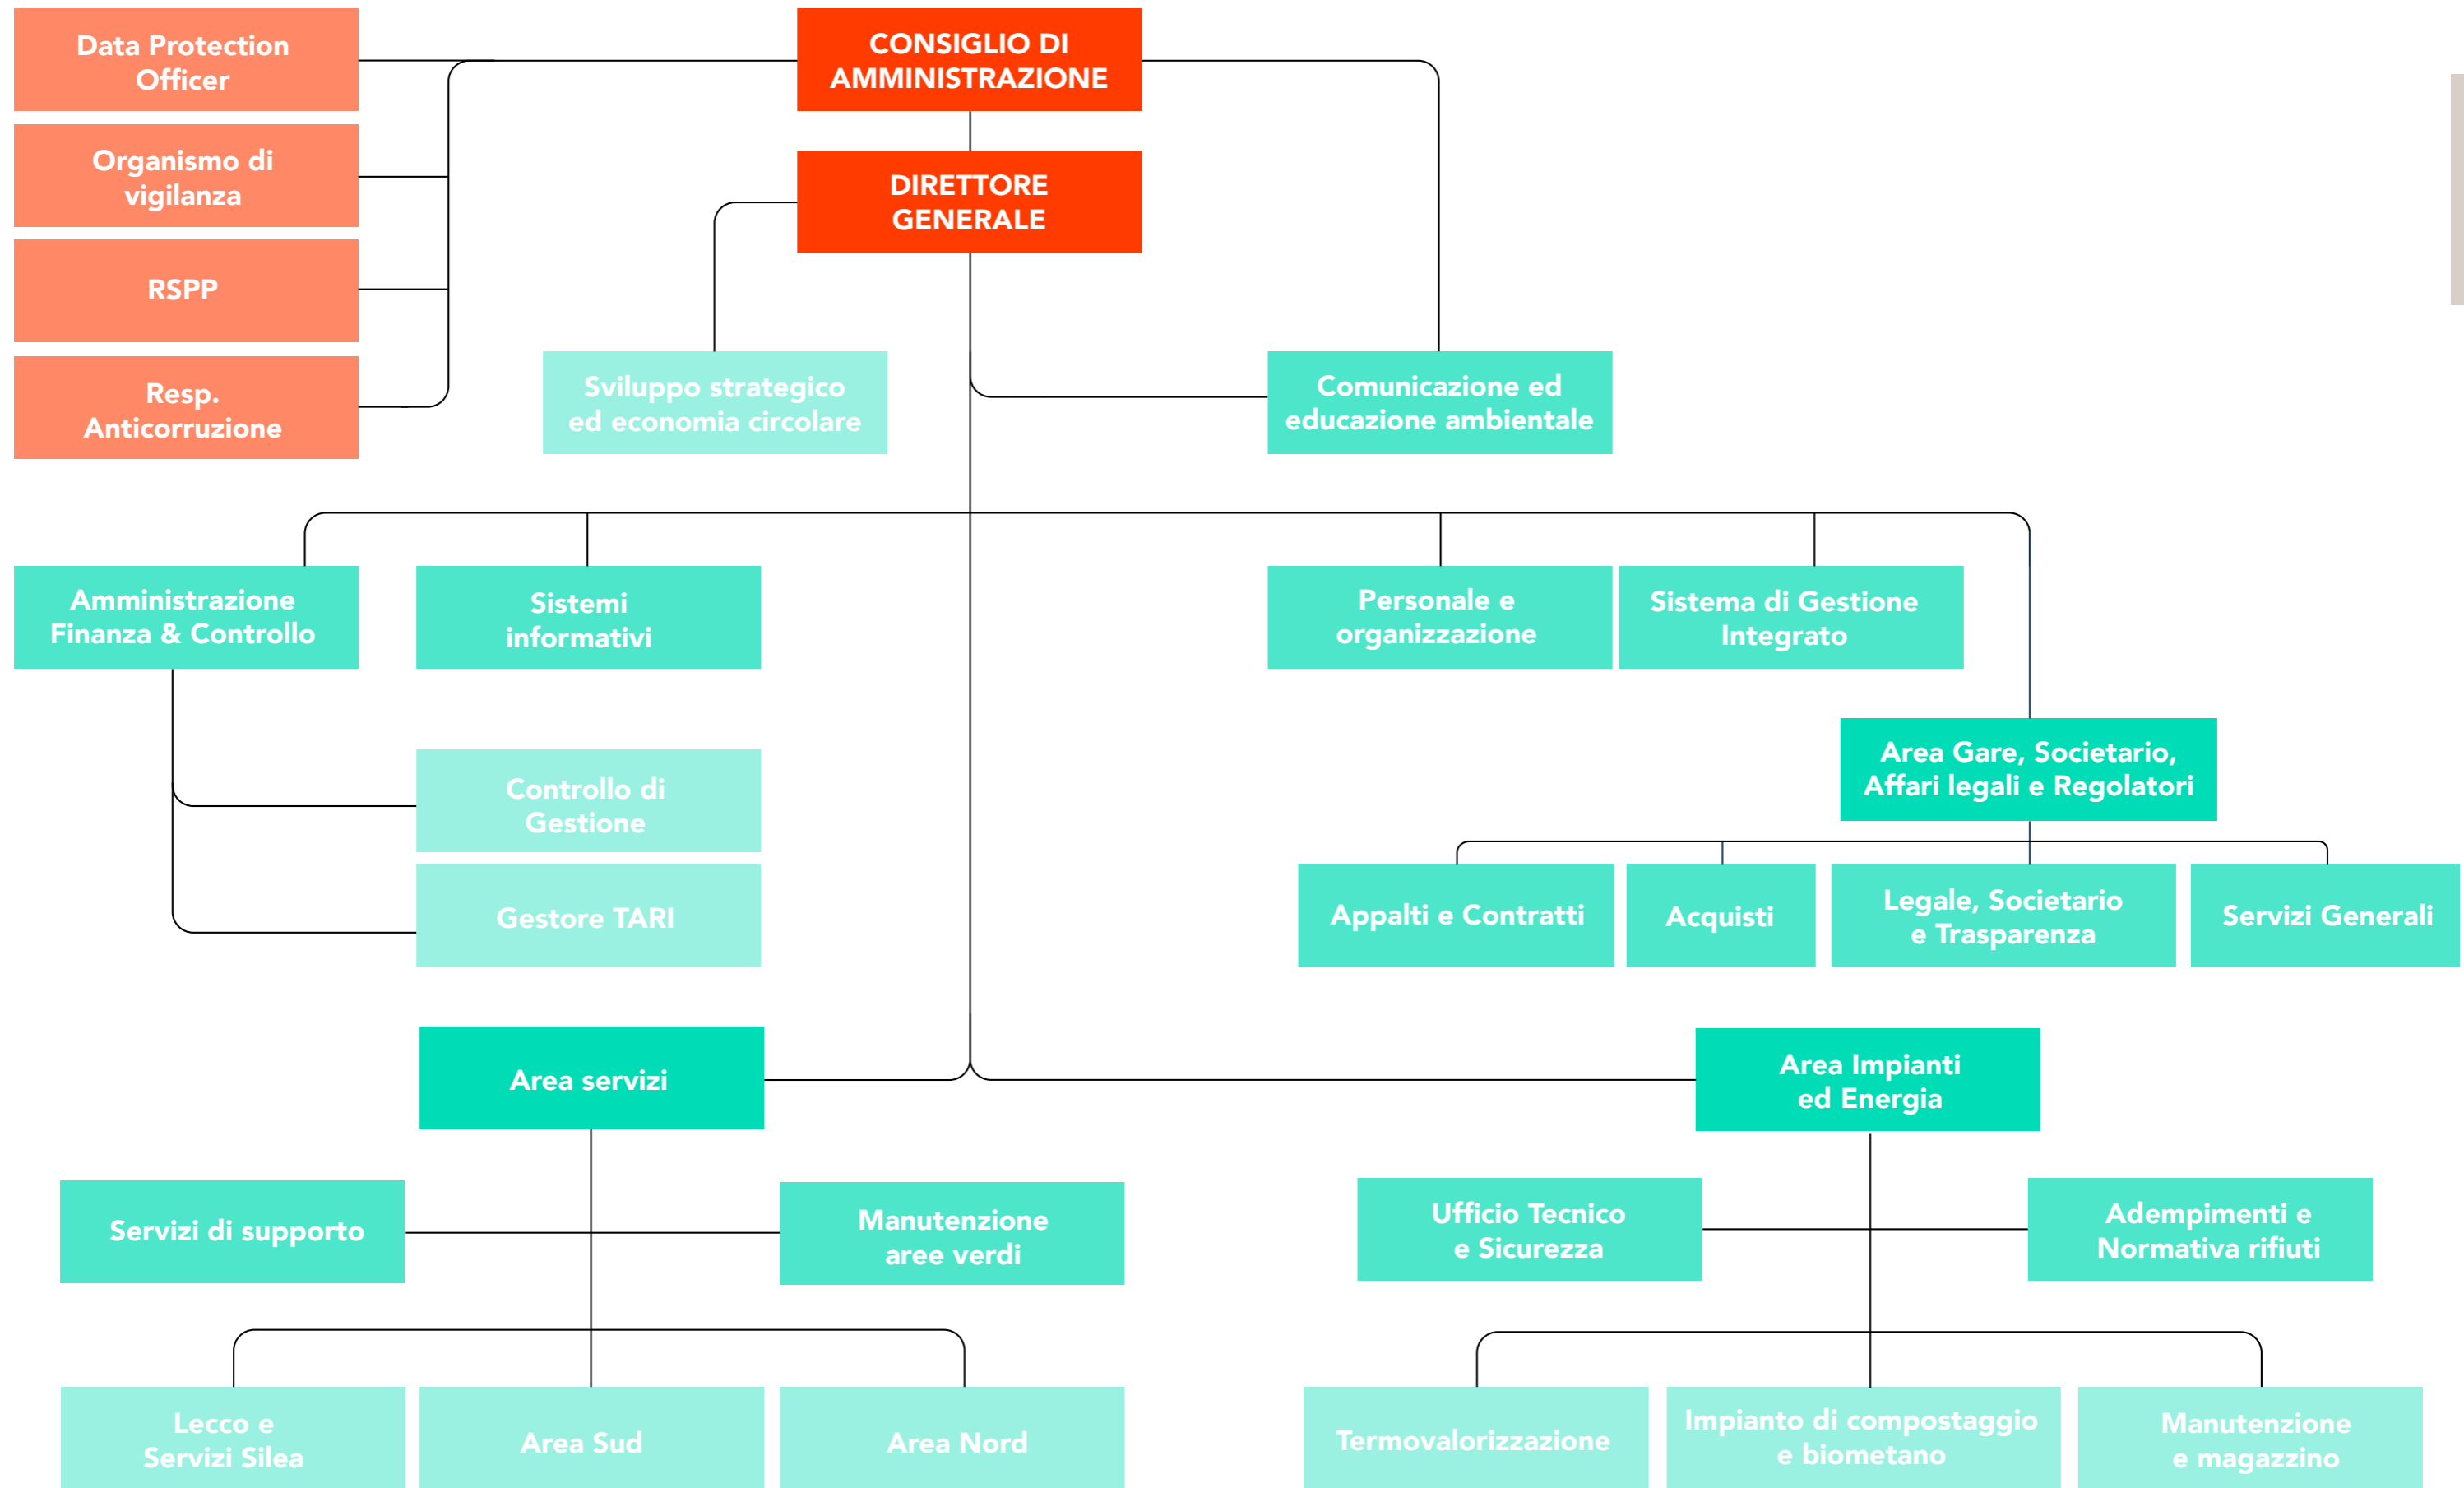 Data Protection
Officer
CONSIGLIO DI
AMMINISTRAZIONE
Organismo di
vigilanza
DIRETTORE
GENERALE
RSPP
Resp.
Anticorruzione
Sviluppo strategico
ed economia circolare
Comunicazione ed
educazione ambientale
Amministrazione
Finanza & Controllo
Sistemi
informativi
Personale e
organizzazione
Sistema di Gestione
Integrato
Area Gare, Societario,
Affari legali e Regolatori
Controllo di
Gestione
Gestore TARI
Appalti e Contratti
Acquisti
Legale, Societario
e Trasparenza
Servizi Generali
Area servizi
Area Impianti
ed Energia
Servizi di supporto
Manutenzione
aree verdi
Ufficio Tecnico
e Sicurezza
Adempimenti e
Normativa rifiuti
Lecco e
Servizi Silea
Area Sud
Area Nord
Termovalorizzazione
Impianto di compostaggio
e biometano
Manutenzione
e magazzino